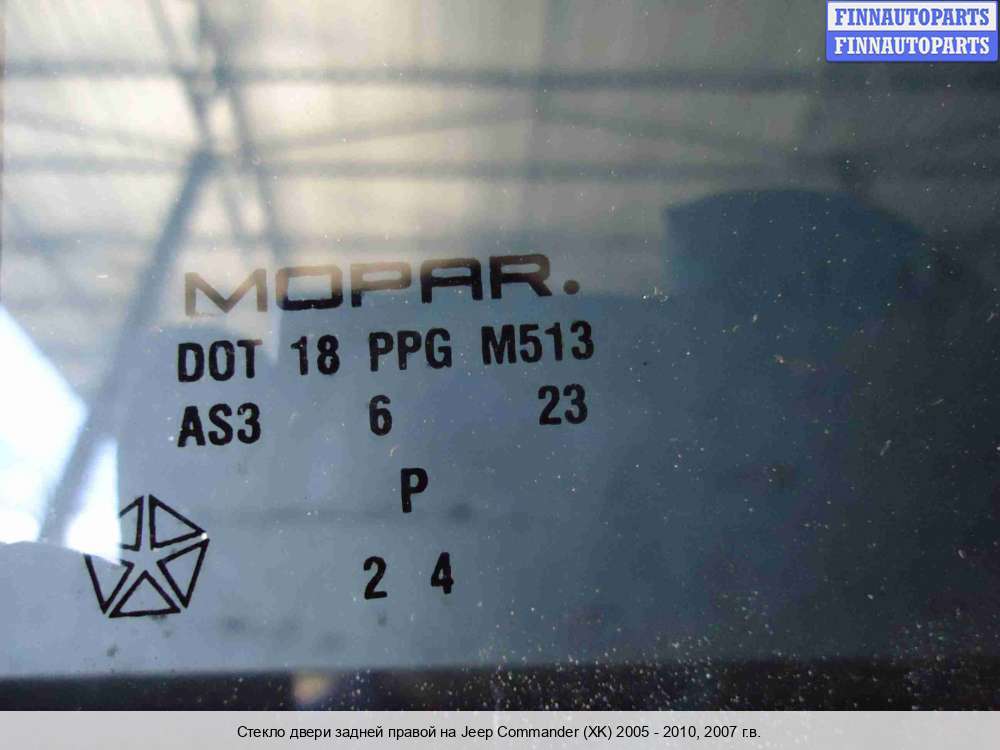 FINNAUTOPARTS
FINNAUTOPARTS
MOPAR.
DOT 18 PPG M513
AS3 6 23
P
2 4
Стекло двери задней правой на Jeep Commander (XK) 2005 - 2010, 2007 г.в.